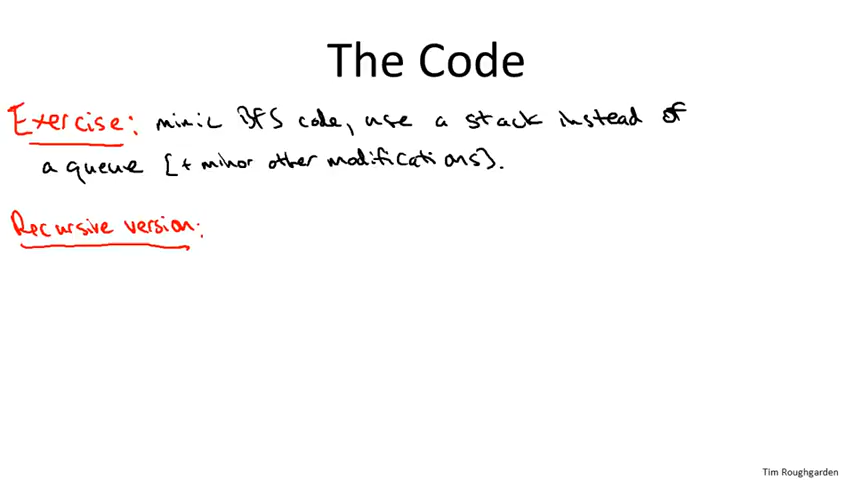 The Code
Exercise: mimic BFS code, use a stack instead of
a queue [+ minor other modifications].
Recursive version:
Tim Roughgarden